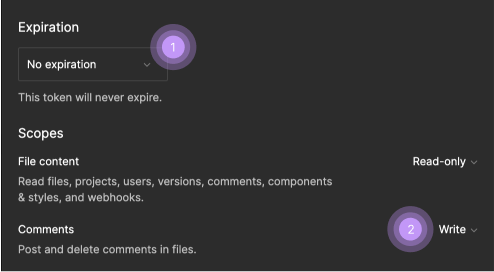 Expiration
1
No expiration
This token will never expire.
Scopes
File content
Read-only
Read files, projects, users, versions, comments, components
& styles, and webhooks.
Comments
2
Write
Post and delete comments in files.